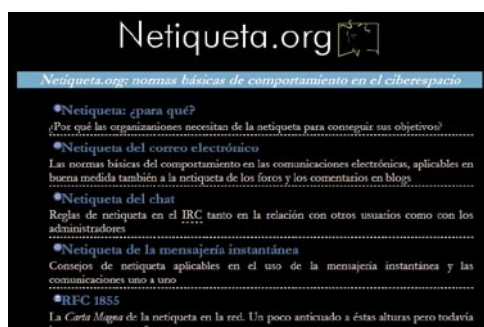 Netiqueta.org
Netiqueta.org: normas básicas de comportamiento en el ciberespacio
Netiqueta: ¿para qué?
¿Por qué las organizaniones necesitan de la netiqueta para conseguir sus objetivos?
Netiqueta del correo electrónico
Las normas básicas del comportamiento en las comunicaciones electrónicas, aplicables en
buena medida también a la netiqueta de los foros y los comentarios en blogs
Netiqueta del chat
Reglas de netiqueta en el IRC tanto en la relación con otros usuarios como con los
administradores
Netiqueta de la mensajería instantánea
Consejos de netiqueta aplicables en el uso de la mensajería instantánea y las
comunicaciones uno a uno
RFC 1855
La Carta Magna de la netiqueta en la red. Un poco anticuado a éstas alturas pero todavía